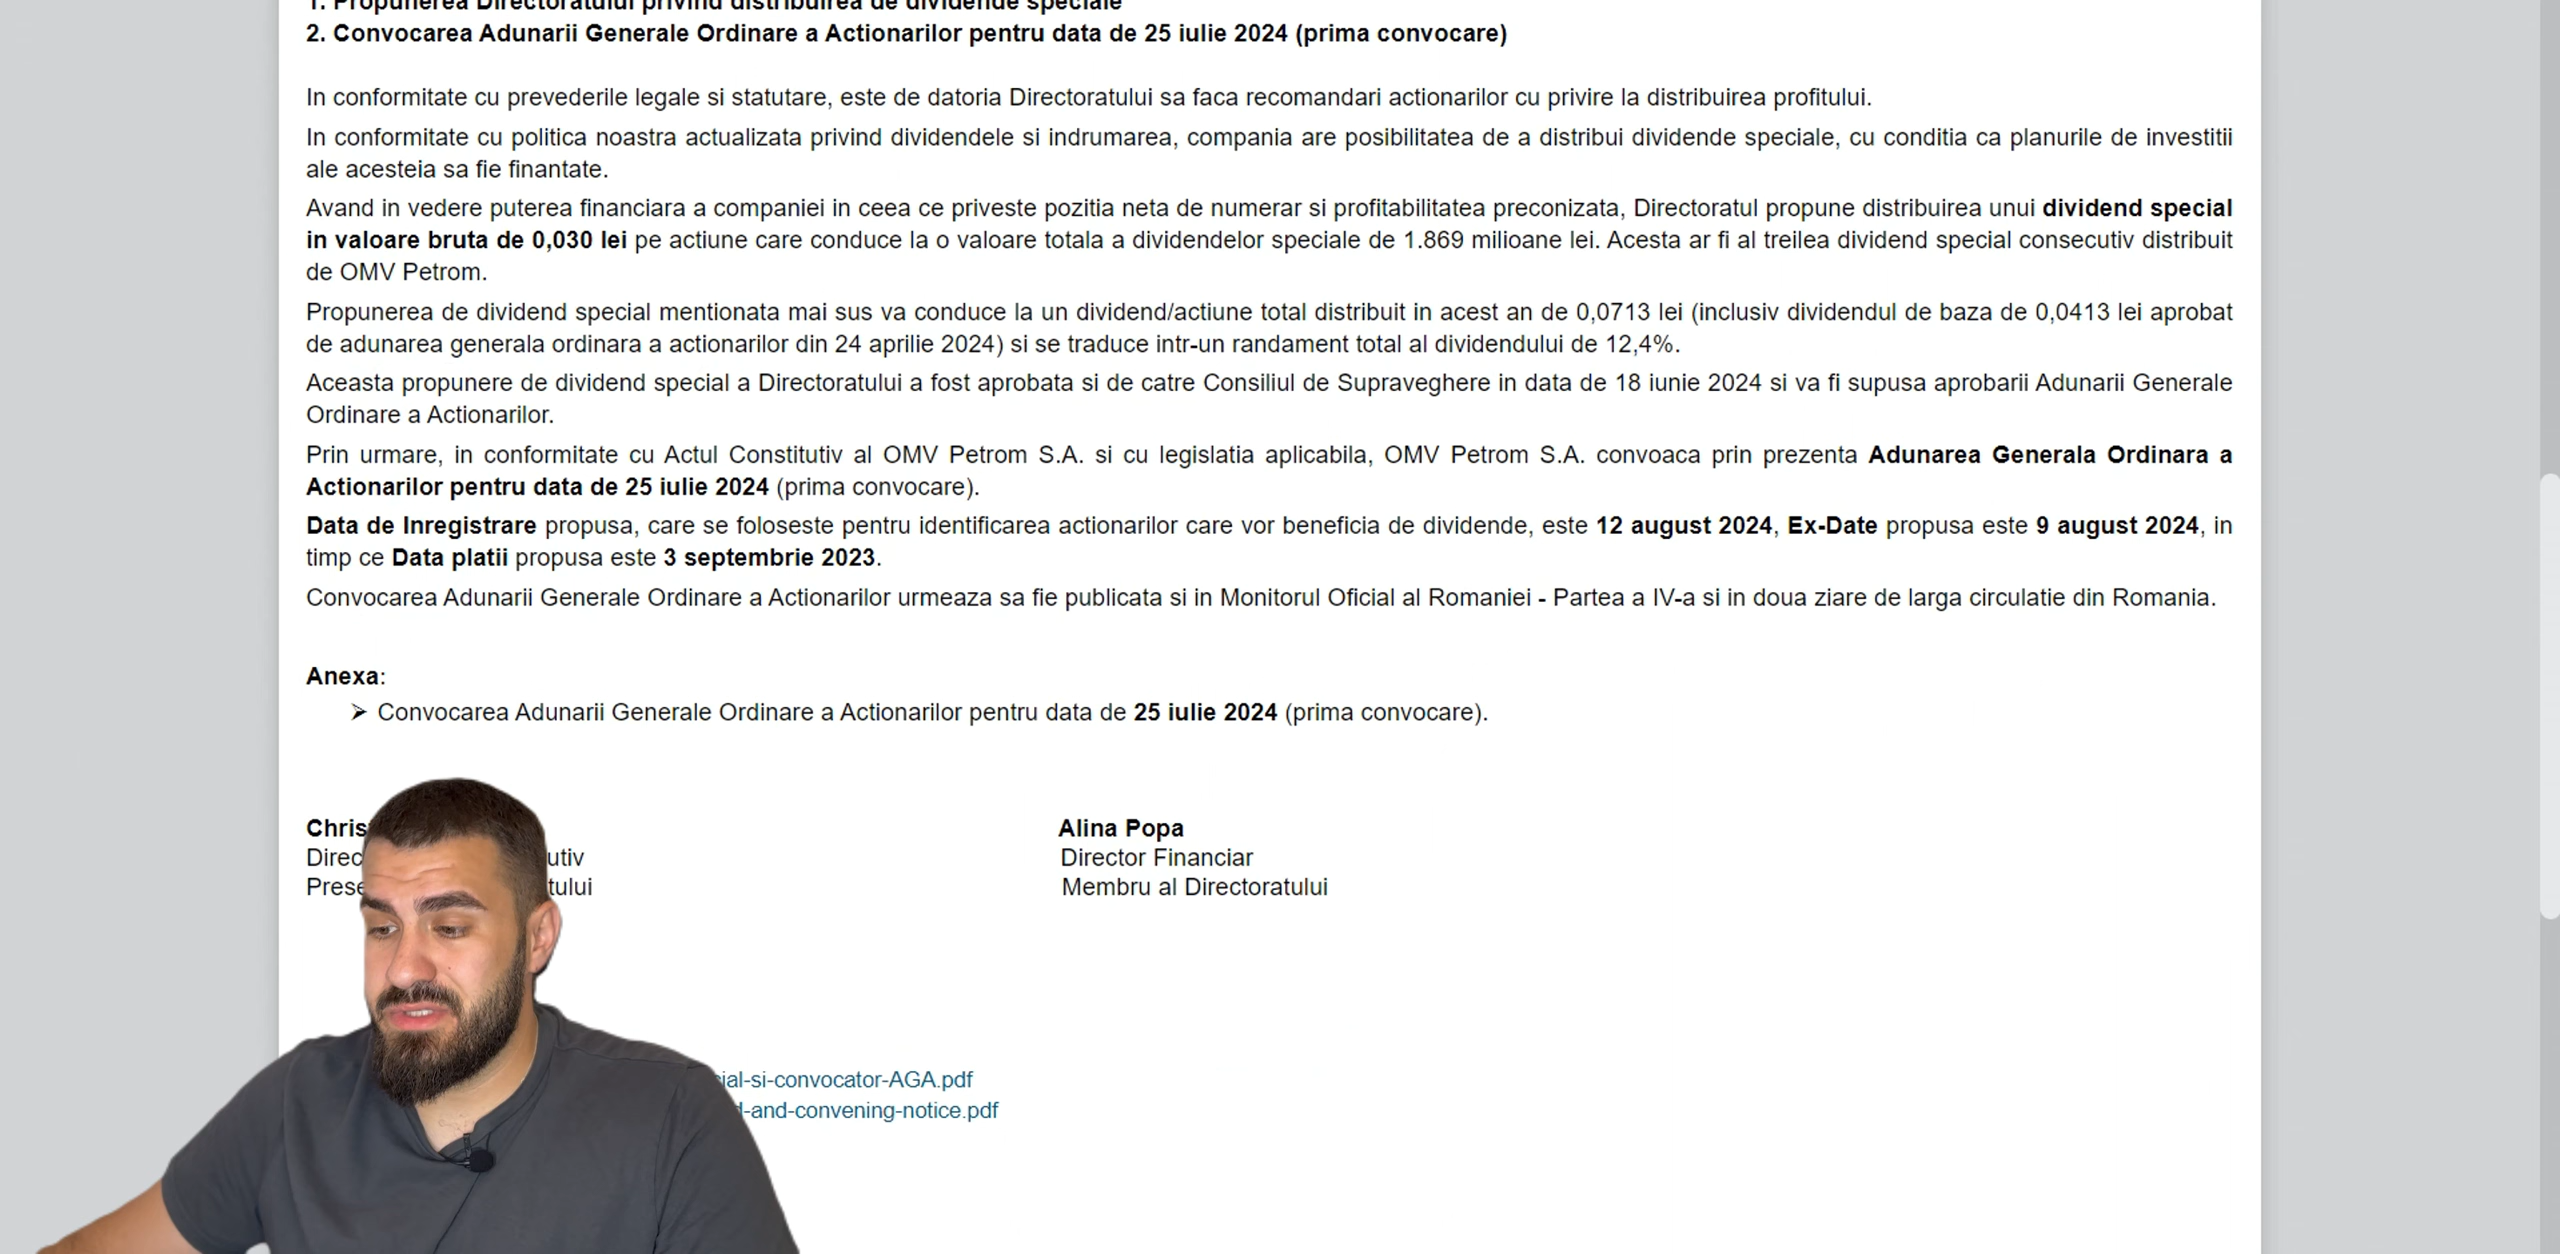 1. Propunerea Directoratului privind distribuirea de dividende speciale
2. Convocarea Adunarii Generale Ordinare a Actionarilor pentru data de 25 iulie 2024 (prima convocare)
In conformitate cu prevederile legale si statutare, este de datoria Directoratului sa faca recomandari actionarilor cu privire la distribuirea profitului.
In conformitate cu politica noastra actualizata privind dividendele si indrumarea, compania are posibilitatea de a distribui dividende speciale, cu conditia ca planurile de investitii
ale acesteia sa fie finantate.
Avand in vedere puterea financiara a companiei in ceea ce priveste pozitia neta de numerar si profitabilitatea preconizata, Directoratul propune distribuirea unui dividend special
in valoare bruta de 0,030 lei pe actiune care conduce la o valoare totala a dividendelor speciale de 1.869 milioane lei. Acesta ar fi al treilea dividend special consecutiv distribuit
de OMV Petrom.
Propunerea de dividend special mentionata mai sus va conduce la un dividend/actiune total distribuit in acest an de 0,0713 lei (inclusiv dividendul de baza de 0,0413 lei aprobat
de adunarea generala ordinara a actionarilor din 24 aprilie 2024) si se traduce intr-un randament total al dividendului de 12,4%.
Aceasta propunere de dividend special a Directoratului a fost aprobata si de catre Consiliul de Supraveghere in data de 18 iunie 2024 si va fi supusa aprobarii Adunarii Generale
Ordinare a Actionarilor.
Prin urmare, in conformitate cu Actul Constitutiv al OMV Petrom S.A. si cu legislatia aplicabila, OMV Petrom S.A. convoaca prin prezenta Adunarea Generala Ordinara a
Actionarilor pentru data de 25 iulie 2024 (prima convocare).
Data de Inregistrare propusa, care se foloseste pentru identificarea actionarilor care vor beneficia de dividende, este 12 august 2024, Ex-Date propusa este 9 august 2024, in
timp ce Data platii propusa este 3 septembrie 2023.
Convocarea Adunarii Generale Ordinare a Actionarilor urmeaza sa fie publicata si in Monitorul Oficial al Romaniei - Partea a IV-a si in doua ziare de larga circulatie din Romania.
Anexa:
➢ Convocarea Adunarii Generale Ordinare a Actionarilor pentru data de 25 iulie 2024 (prima convocare).
Chris
Alina Popa
Direc utiv
Director Financiar
Prese tului
Membru al Directoratului
ial-si-convocator-AGA.pdf
d-and-convening-notice.pdf